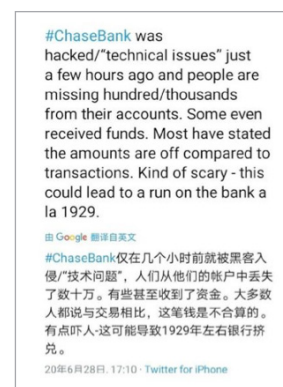 #ChaseBank was
hacked/“technical issues” just
a few hours ago and people are
missing hundred/thousands
from their accounts. Some even
received funds. Most have stated
the amounts are off compared to
transactions. Kind of scary - this
could lead to a run on the bank a
la 1929.
由 Google 翻译自英文
#ChaseBank仅在几个小时前就被黑客入
侵/“技术问题”，人们从他们的帐户中丢失
了数十万。有些甚至收到了资金。大多数
人都说与交易相比，这笔钱是不合算的。
有点吓人-这可能导致1929年左右银行挤
兑。
20年6月28日, 17:10 · Twitter for iPhone